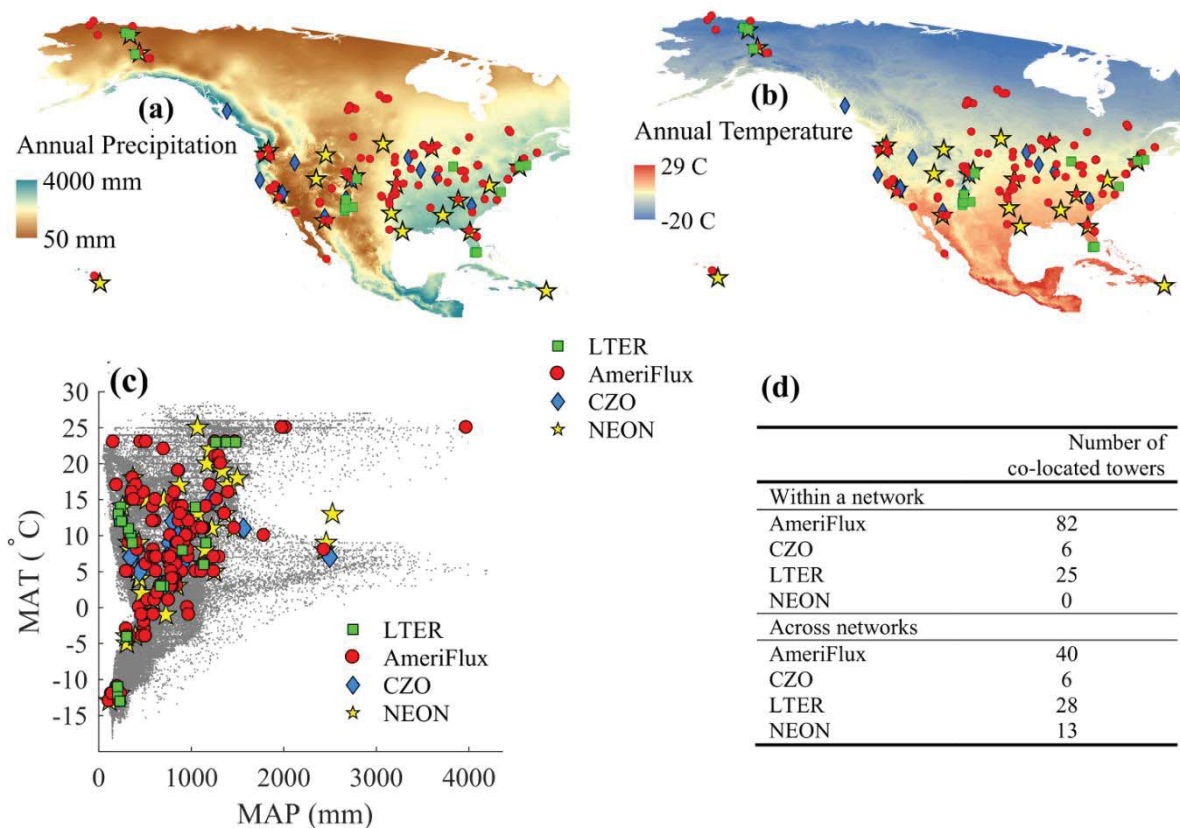 (a)
Annual Precipitation
4000 mm
50 mm
(b)
Annual Temperature
29 C
-20 C
LTER
AmeriFlux
CZO
NEON
(c)
30
25
20
15
10
5
0
-5
-10
-15
MAT (°C)
0 1000 2000 3000 4000
MAP (mm)
LTER
AmeriFlux
CZO
NEON
(d)
Number of
co-located towers
Within a network
AmeriFlux 82
CZO 6
LTER 25
NEON 0
Across networks
AmeriFlux 40
CZO 6
LTER 28
NEON 13